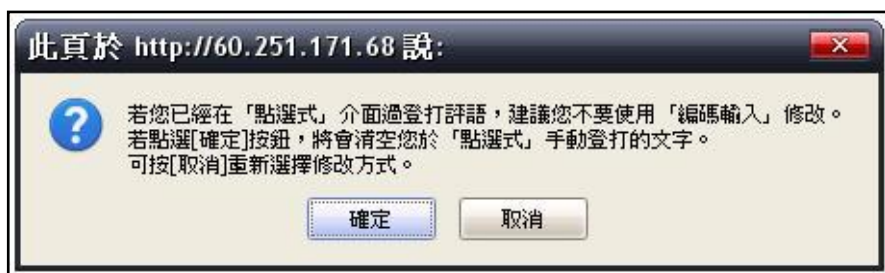 此頁於 http://60.251.171.68 說:
若您已經在「點選式」介面過登打評語，建議您不要使用「編碼輸入」修改。
若點選[確定]按鈕，將會清空您於「點選式」手動登打的文字。
可按[取消]重新選擇修改方式。
確定
取消